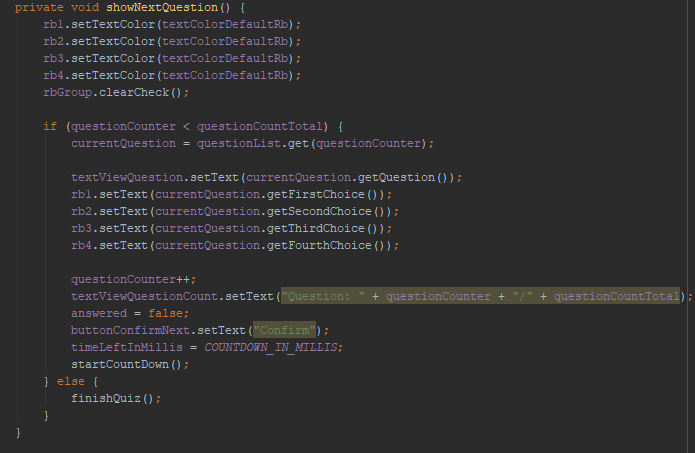 private void showNextQuestion() {
rb1.setTextColor(textColorDefaultRb);
rb2.setTextColor(textColorDefaultRb);
rb3.setTextColor(textColorDefaultRb);
rb4.setTextColor(textColorDefaultRb);
rbGroup.clearCheck();
if (questionCounter < questionCountTotal) {
currentQuestion = questionList.get(questionCounter);
textViewQuestion.setText(currentQuestion.getQuestion());
rb1.setText(currentQuestion.getFirstChoice());
rb2.setText(currentQuestion.getSecondChoice());
rb3.setText(currentQuestion.getThirdChoice());
rb4.setText(currentQuestion.getFourthChoice());
questionCounter++;
textViewQuestionCount.setText("Question: " + questionCounter + "/" + questionCountTotal);
answered = false;
buttonConfirmNext.setText("Confirm");
timeLeftInMillis = COUNTDOWN_IN_MILLIS;
startCountDown();
} else {
finishQuiz();
}
}